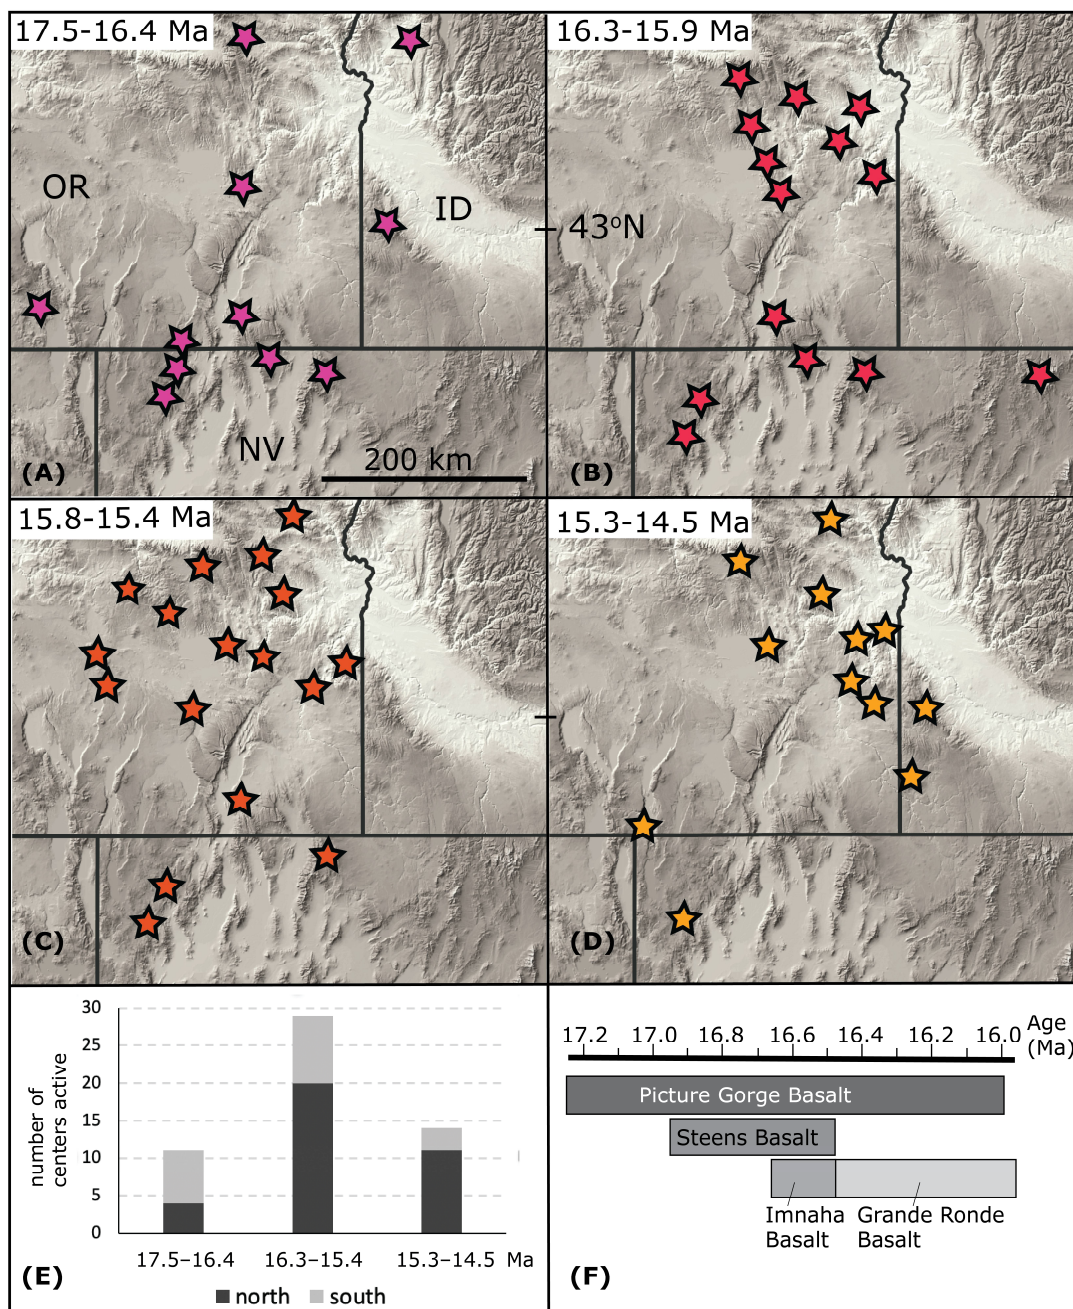 17.5-16.4 Ma
OR
ID
NV
200 km
(A)
16.3-15.9 Ma
43ºN
(B)
15.8-15.4 Ma
(C)
15.3-14.5 Ma
(D)
30
25
20
15
10
5
0
number of
centers active
17.5–16.4
16.3–15.4
15.3–14.5
Ma
north
south
(E)
17.2
17.0
16.8
16.6
16.4
16.2
16.0
Age
(Ma)
Picture Gorge Basalt
Steens Basalt
Imnaha
Basalt
Grande Ronde
Basalt
(F)